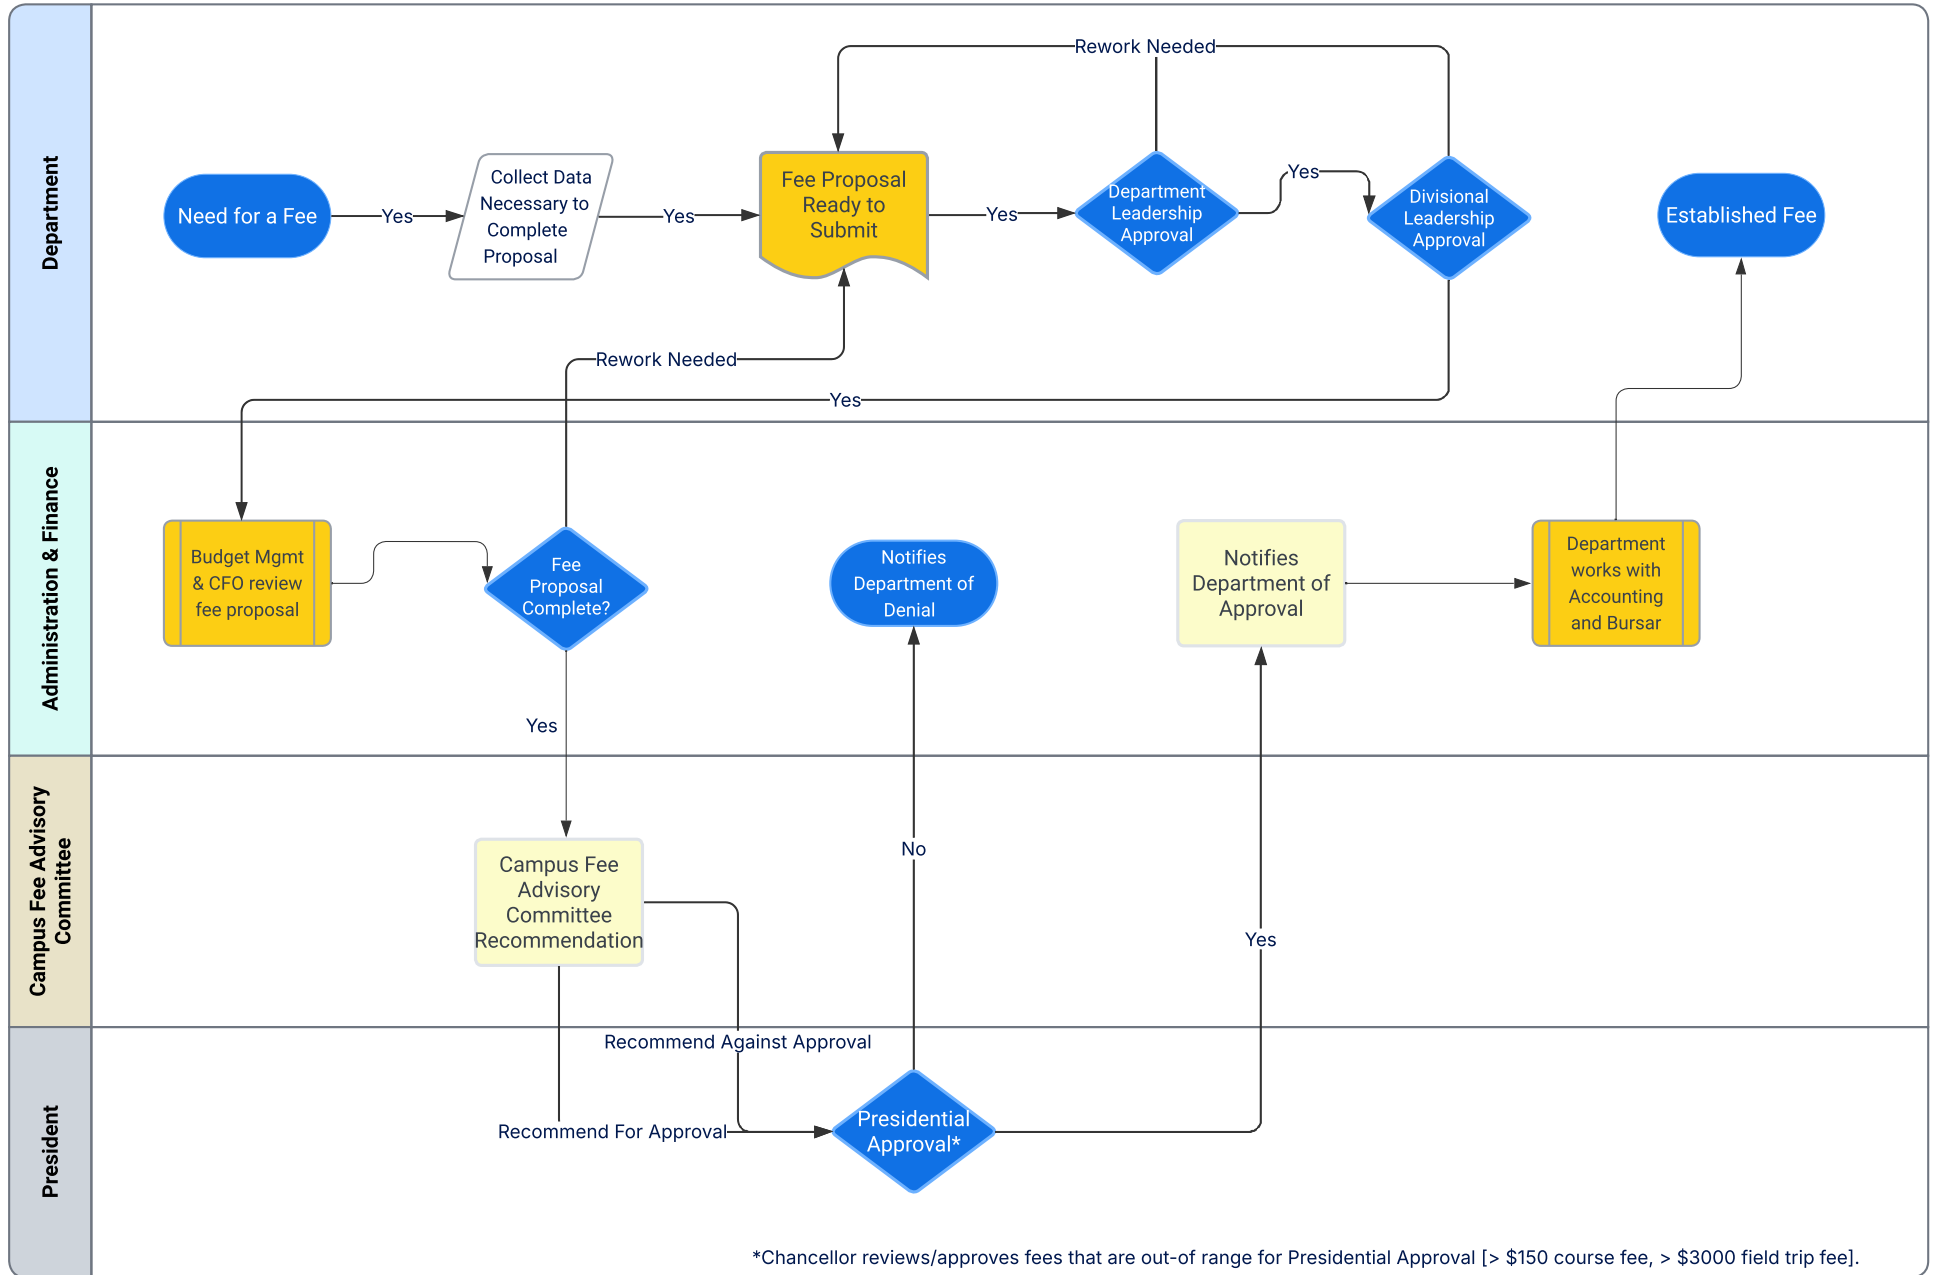 Department
Rework Needed
Need for a Fee
Yes
Collect Data
Necessary to
Complete
Proposal
Yes
Fee Proposal
Ready to
Submit
Yes
Department
Leadership
Approval
Yes
Divisional
Leadership
Approval
Established Fee
Rework Needed
Yes
Administration & Finance
Budget Mgmt
& CFO review
fee proposal
Fee
Proposal
Complete?
Notifies
Department of
Denial
Notifies
Department of
Approval
Department
works with
Accounting
and Bursar
Yes
Campus Fee Advisory
Committee
Campus Fee
Advisory
Committee
Recommendation
No
Yes
President
Recommend Against Approval
Recommend For Approval
Presidential
Approval*
*Chancellor reviews/approves fees that are out-of range for Presidential Approval [> $150 course fee, > $3000 field trip fee].